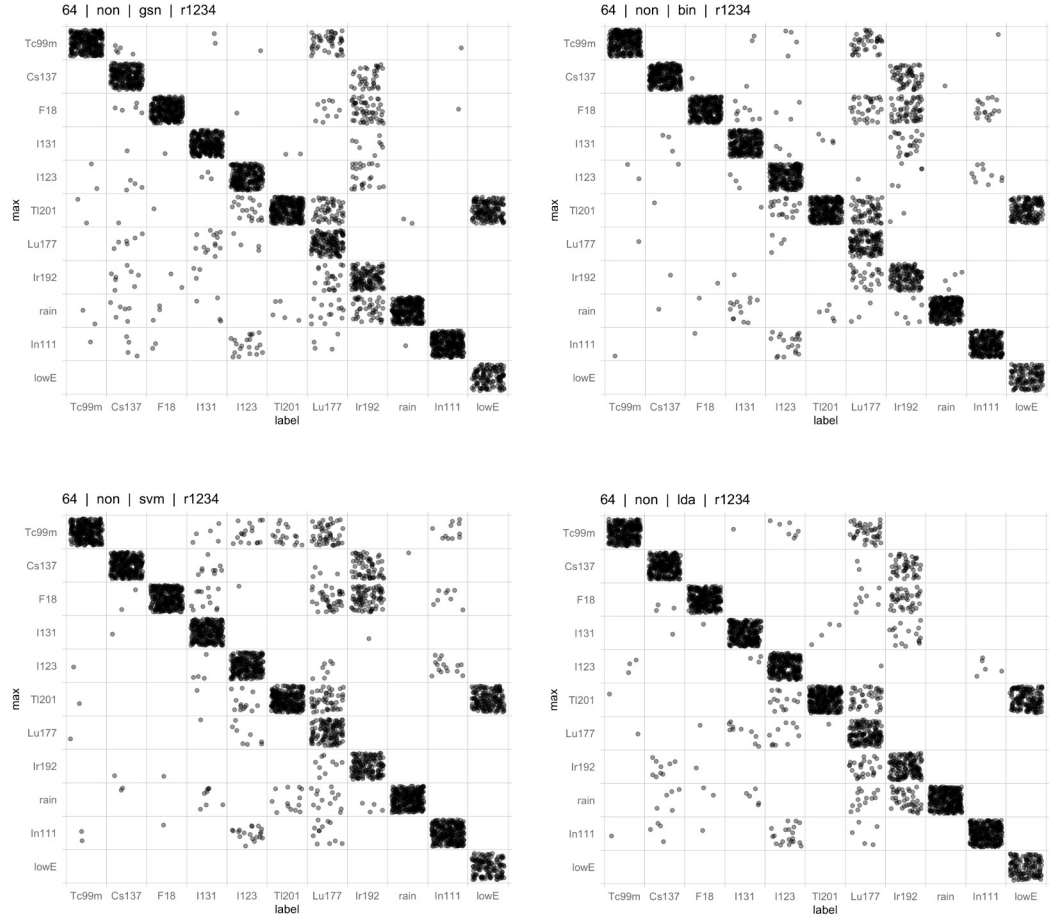 64 | non | gsn | r1234
max
Tc99m
Cs137
F18
I131
I123
Tl201
Lu177
Ir192
rain
In111
lowE
Tc99m Cs137 F18 I131 I123 Tl201 Lu177 Ir192 rain In111 lowE
label
64 | non | bin | r1234
max
Tc99m
Cs137
F18
I131
I123
Tl201
Lu177
Ir192
rain
In111
lowE
Tc99m Cs137 F18 I131 I123 Tl201 Lu177 Ir192 rain In111 lowE
label
64 | non | svm | r1234
max
Tc99m
Cs137
F18
I131
I123
Tl201
Lu177
Ir192
rain
In111
lowE
Tc99m Cs137 F18 I131 I123 Tl201 Lu177 Ir192 rain In111 lowE
label
64 | non | lda | r1234
max
Tc99m
Cs137
F18
I131
I123
Tl201
Lu177
Ir192
rain
In111
lowE
Tc99m Cs137 F18 I131 I123 Tl201 Lu177 Ir192 rain In111 lowE
label